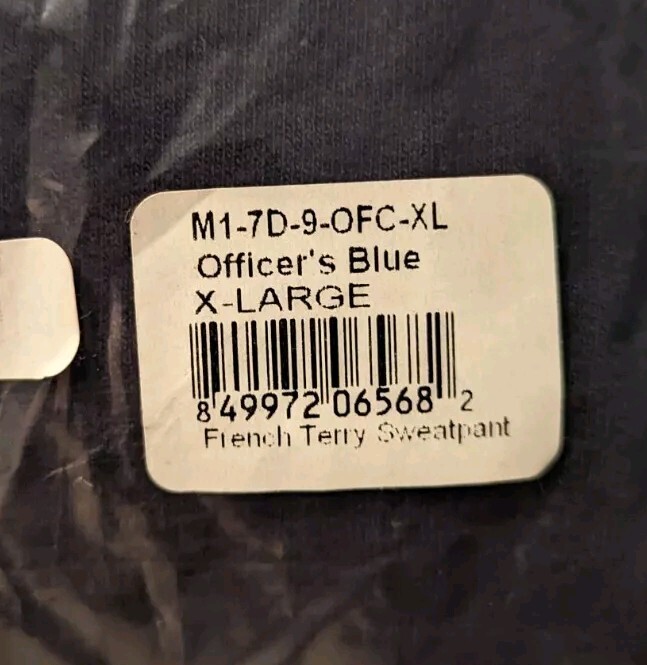 M1-7D-9-OFC-XL
Officer's Blue
X-LARGE
8 49972 06568 2
French Terry Sweatpant